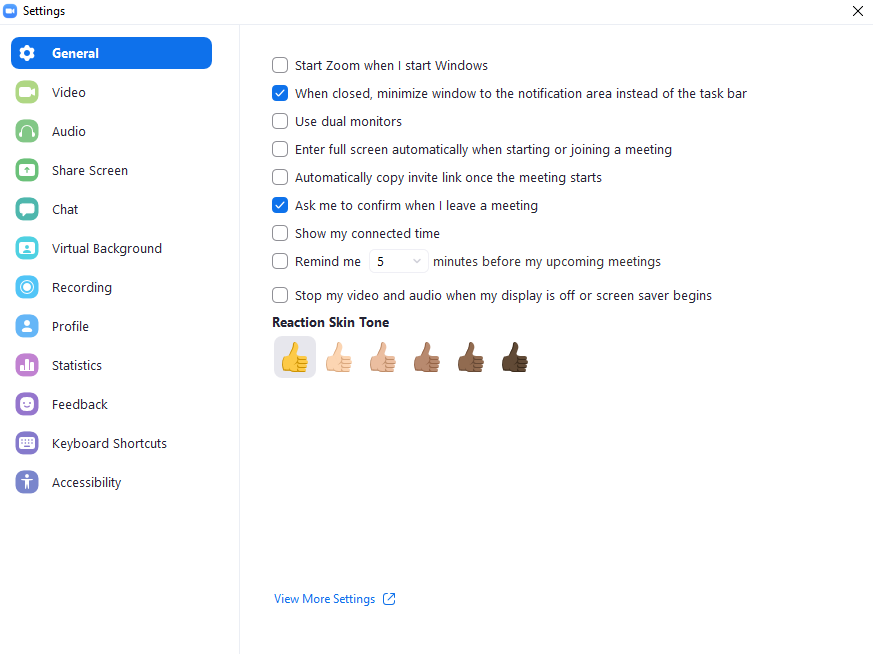 Settings
General
Video
Audio
Share Screen
Chat
Virtual Background
Recording
Profile
Statistics
Feedback
Keyboard Shortcuts
Accessibility
Start Zoom when I start Windows
When closed, minimize window to the notification area instead of the task bar
Use dual monitors
Enter full screen automatically when starting or joining a meeting
Automatically copy invite link once the meeting starts
Ask me to confirm when I leave a meeting
Show my connected time
Remind me 5 minutes before my upcoming meetings
Stop my video and audio when my display is off or screen saver begins
Reaction Skin Tone
View More Settings